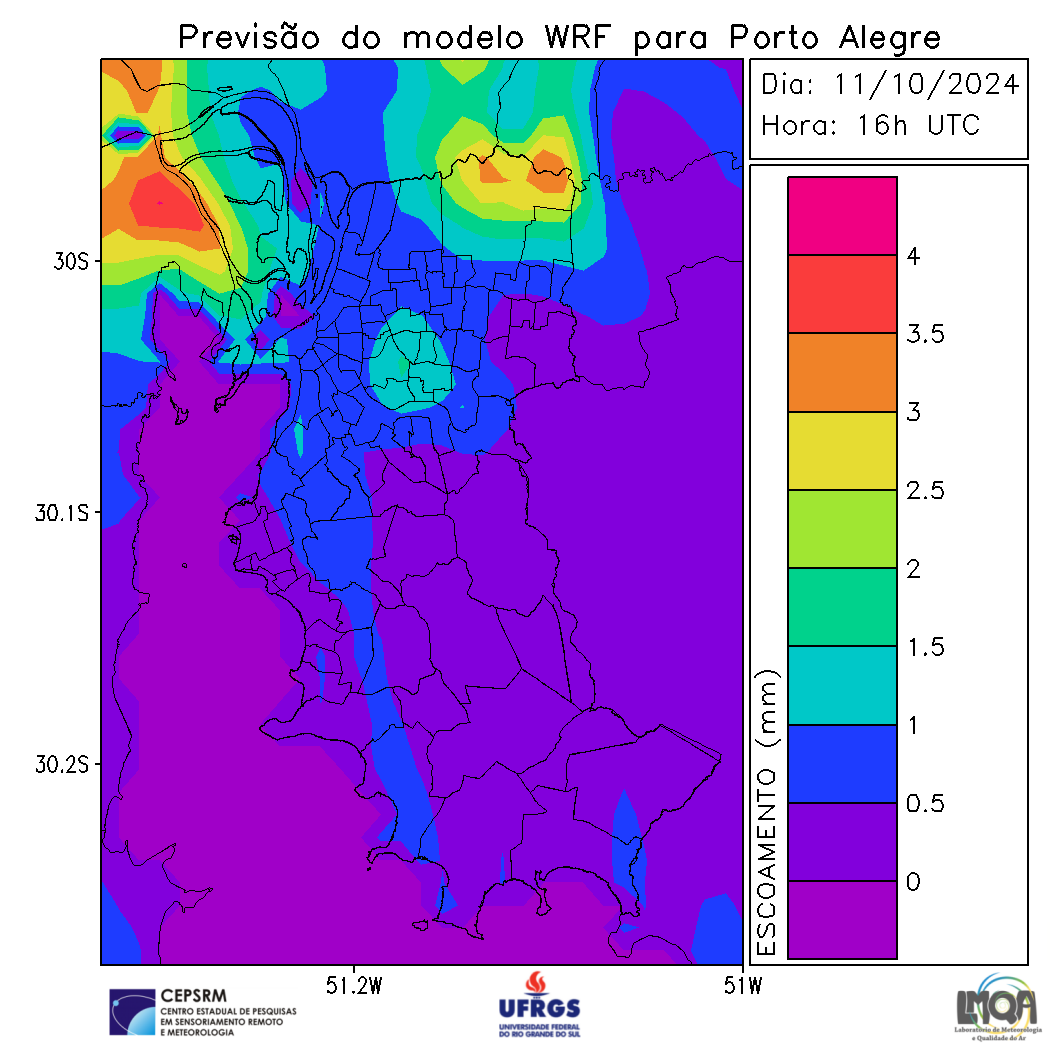 Previsão do modelo WRF para Porto Alegre
Dia: 11/10/2024
Hora: 16h UTC
30S
30.1S
30.2S
51.2W
51W
ESCOAMENTO (mm)
4
3.5
3
2.5
2
1.5
1
0.5
0
CEPSRM
CENTRO ESTADUAL DE PESQUISAS
EM SENSORIAMENTO REMOTO
E METEOROLOGIA
UFRGS
UNIVERSIDADE FEDERAL
DO RIO GRANDE DO SUL
LMQA
Laboratório de Meteorologia
e Qualidade do Ar